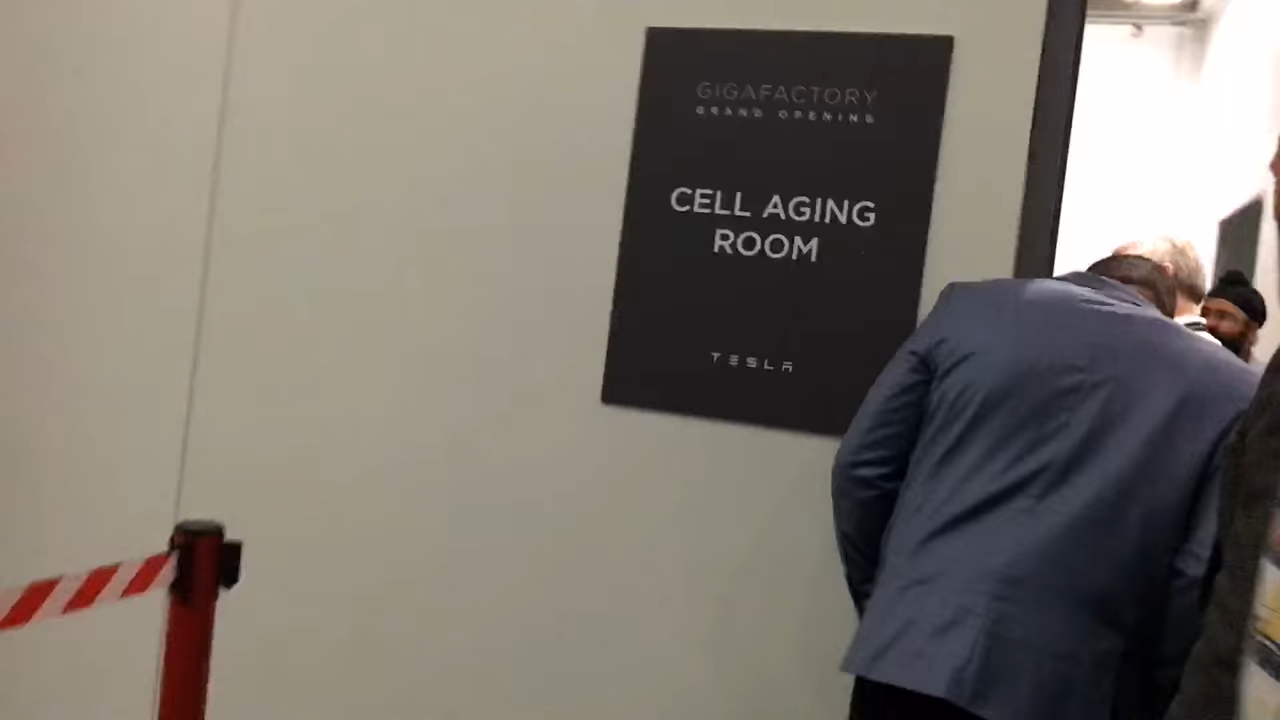 GIGAFACTORY
GRAND OPENING
CELL AGING
ROOM
TESLA